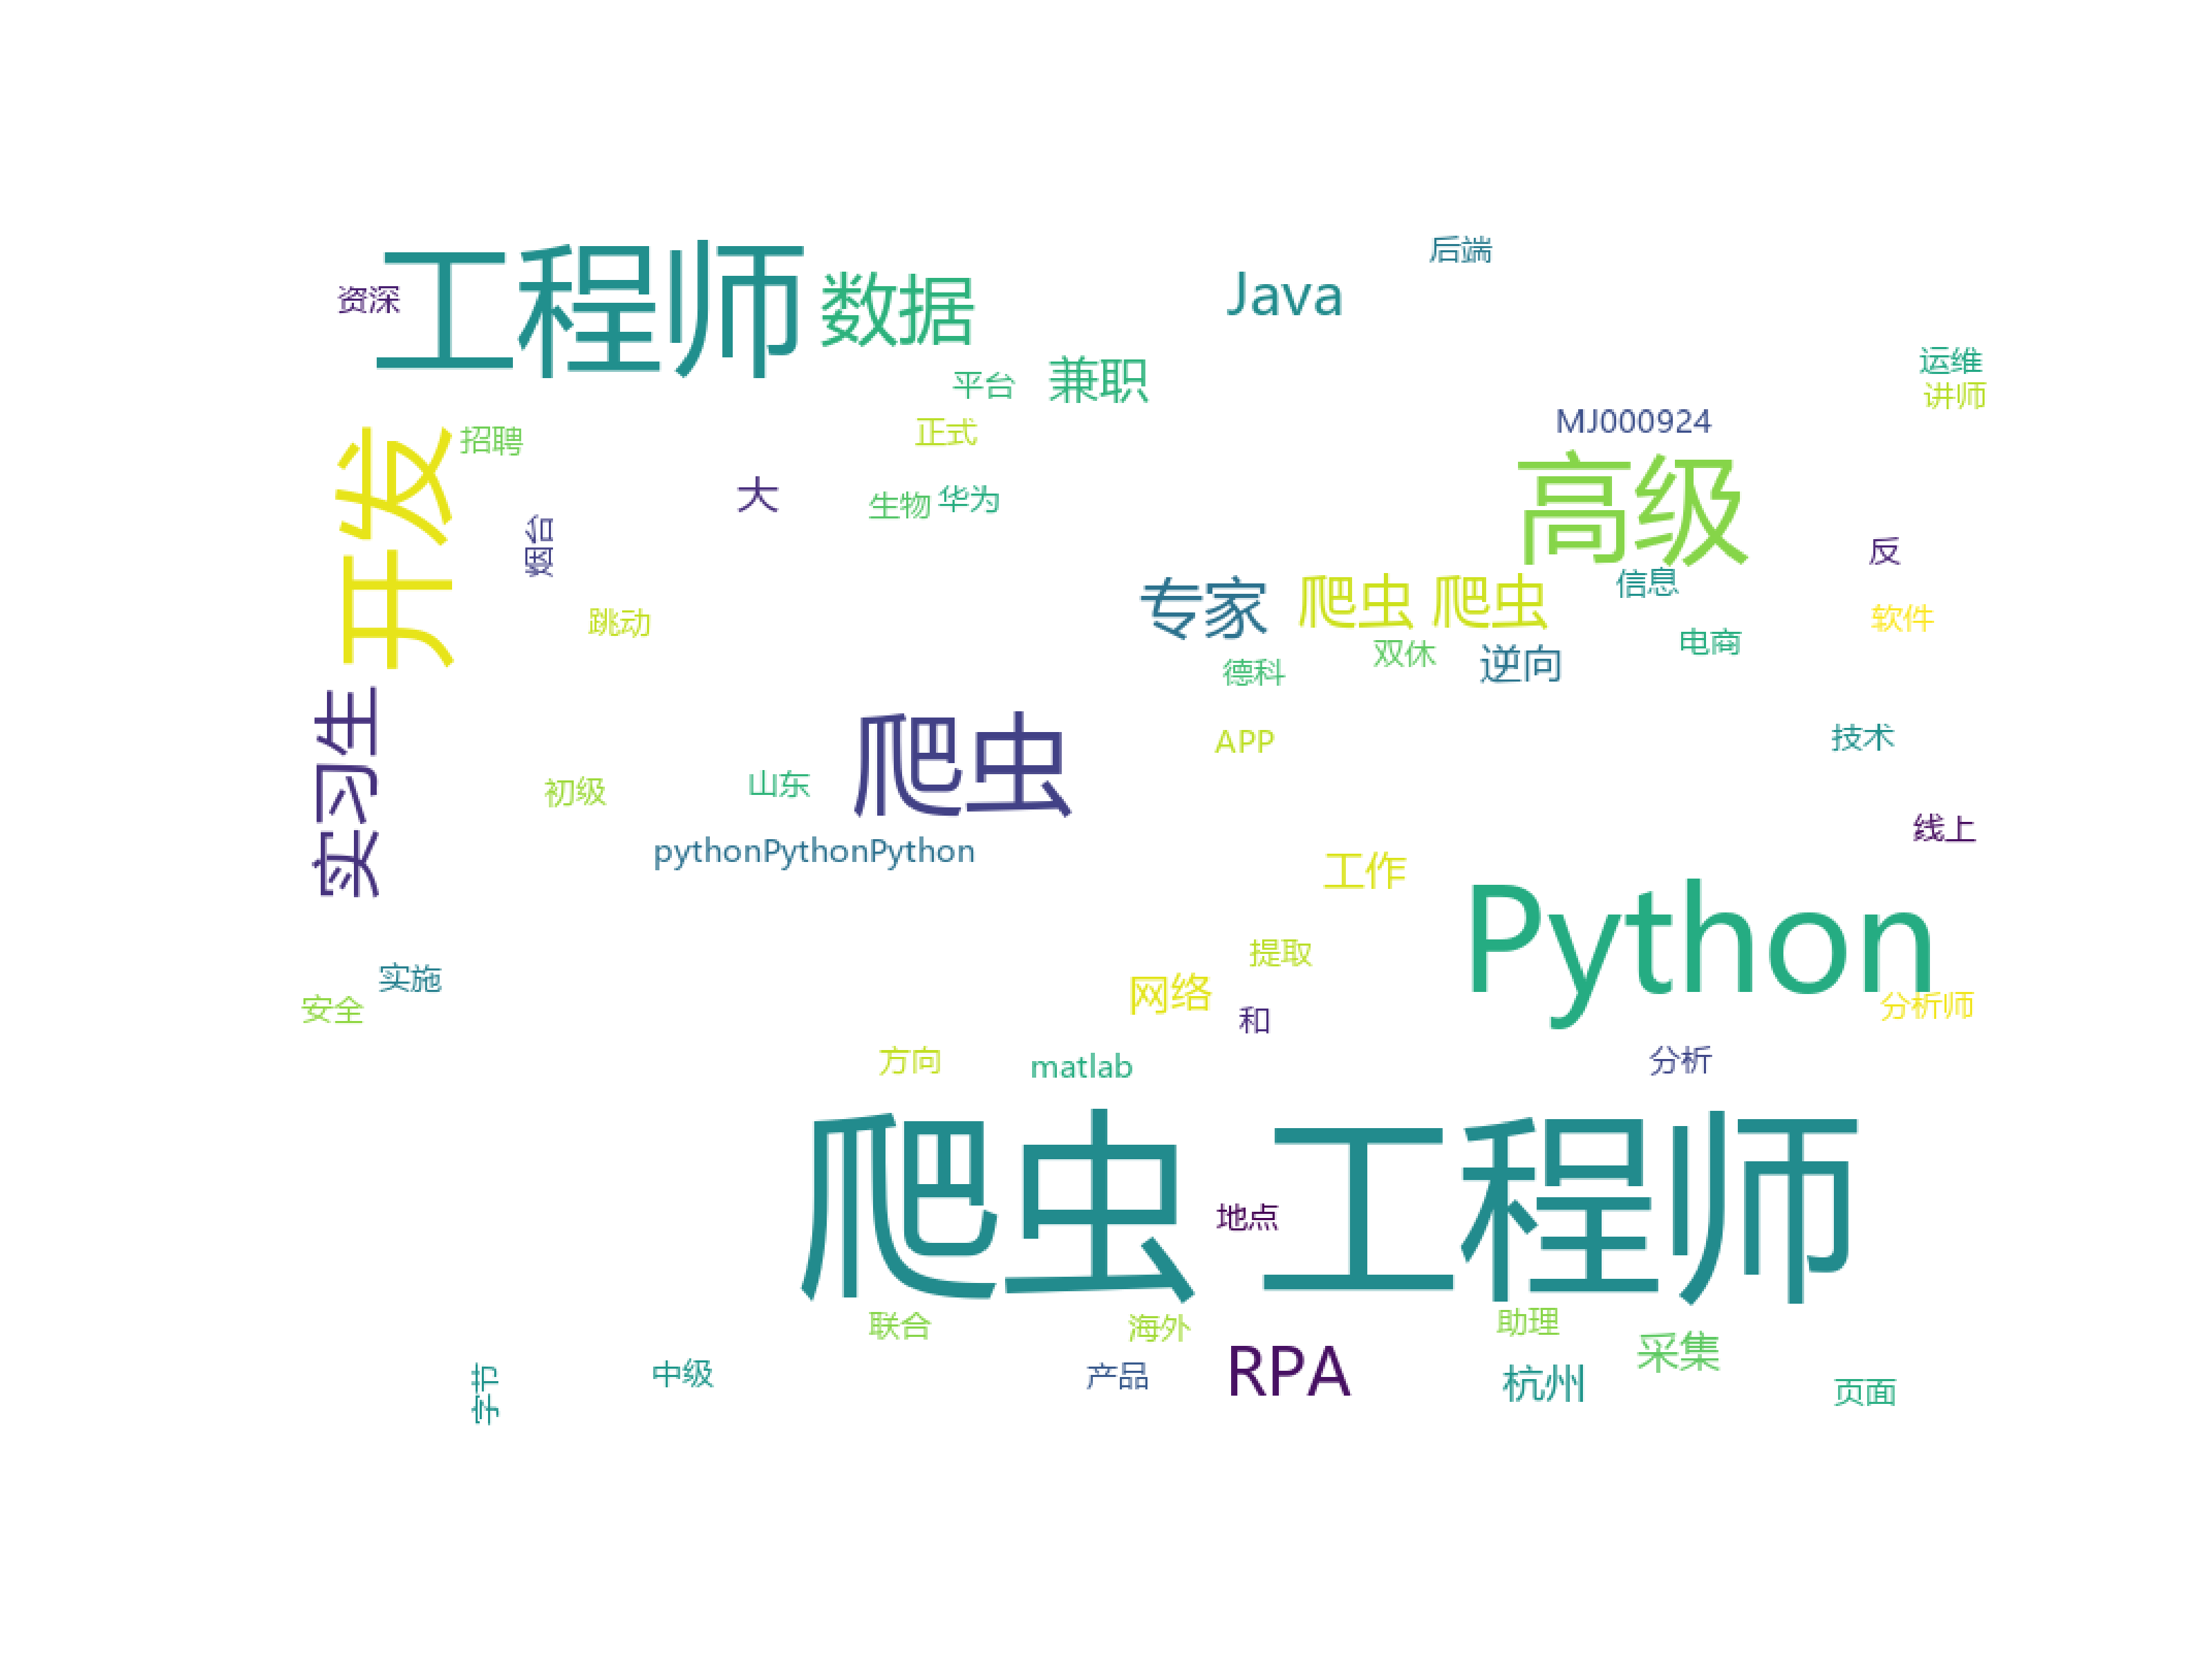 后端
工程师
资深
数据
Java
运维
平台
兼职
讲师
MJ000924
正式
招聘
开发
大
生物
华为
高级
烟台
反
信息
专家
爬虫 爬虫
软件
跳动
双休
电商
逆向
德科
实习生
APP
技术
爬虫
初级
山东
线上
pythonPythonPython
工作
Python
提取
实施
网络
安全
和
分析师
方向
matlab
分析
爬虫 工程师
地点
联合
海外
助理
采集
字节
中级
产品
RPA
杭州
页面